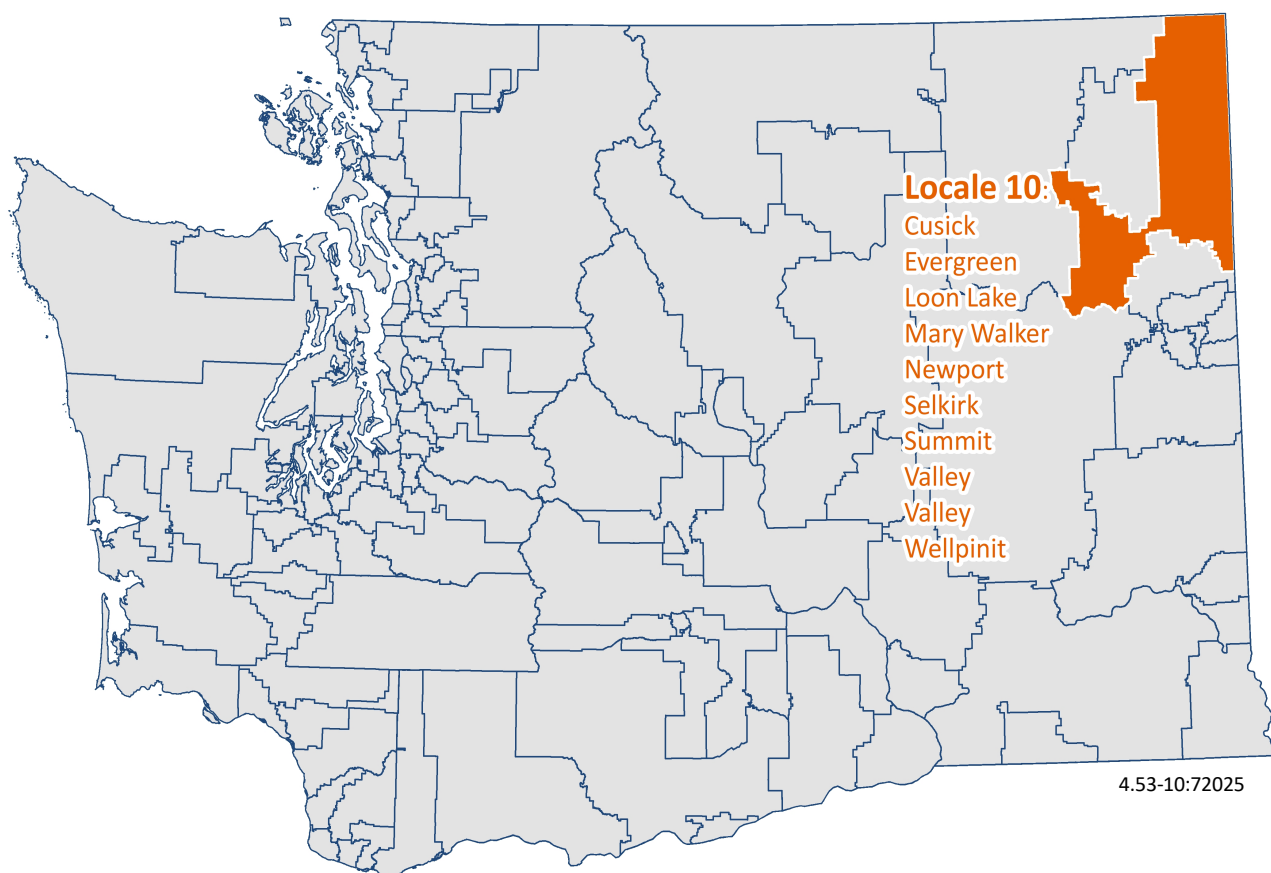 Locale 10:
Cusick
Evergreen
Loon Lake
Mary Walker
Newport
Selkirk
Summit
Valley
Valley
Wellpinit
4.53-10:72025